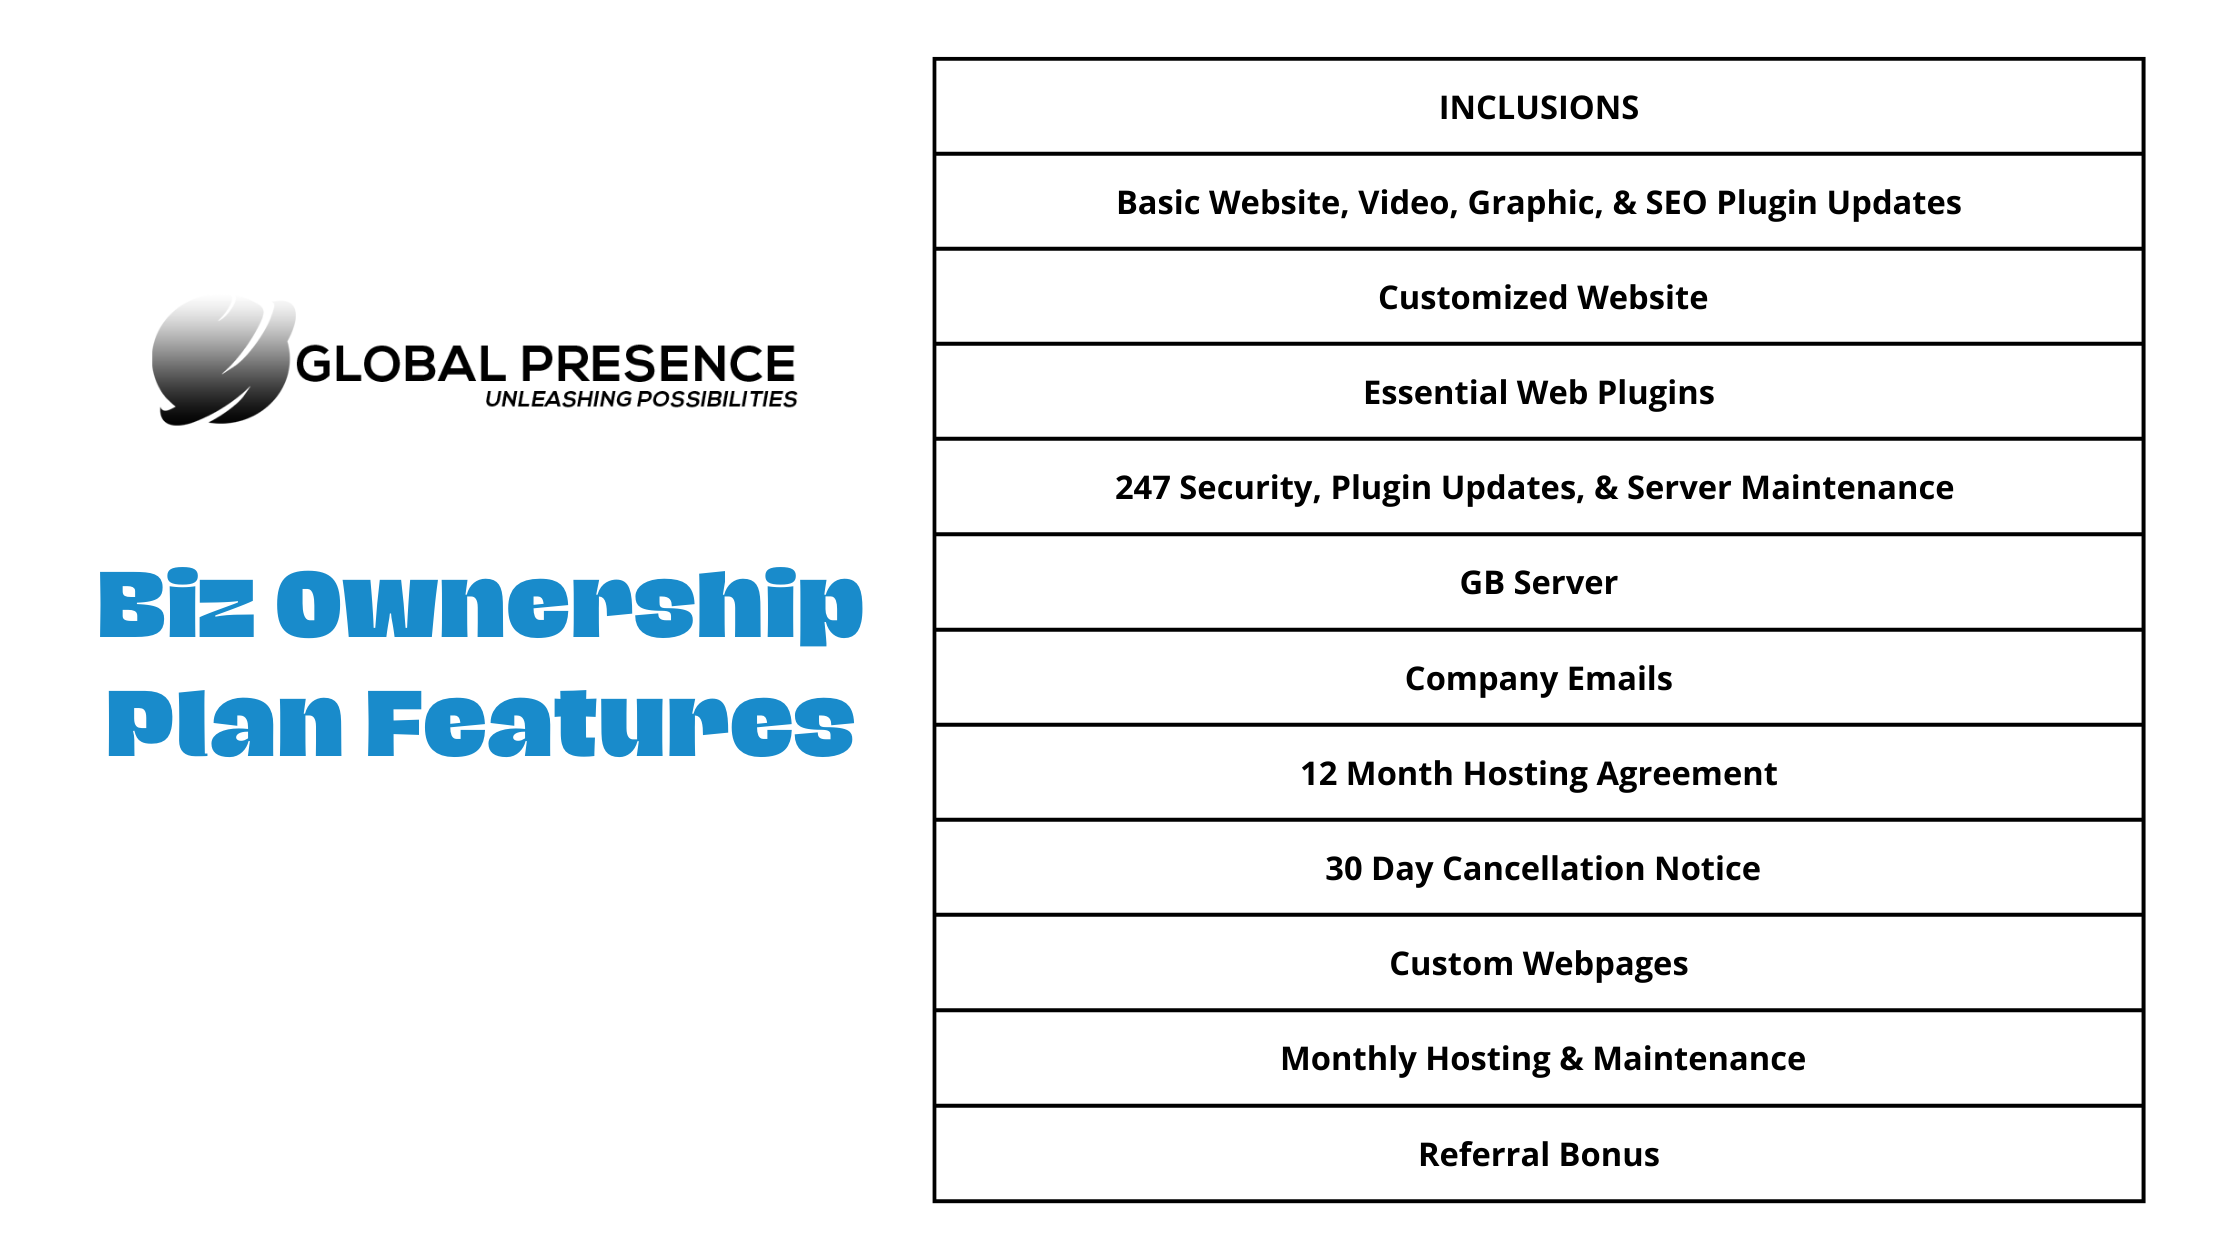 GLOBAL PRESENCE
UNLEASHING POSSIBILITIES
Biz Ownership
Plan Features
INCLUSIONS
Basic Website, Video, Graphic, & SEO Plugin Updates
Customized Website
Essential Web Plugins
247 Security, Plugin Updates, & Server Maintenance
GB Server
Company Emails
12 Month Hosting Agreement
30 Day Cancellation Notice
Custom Webpages
Monthly Hosting & Maintenance
Referral Bonus